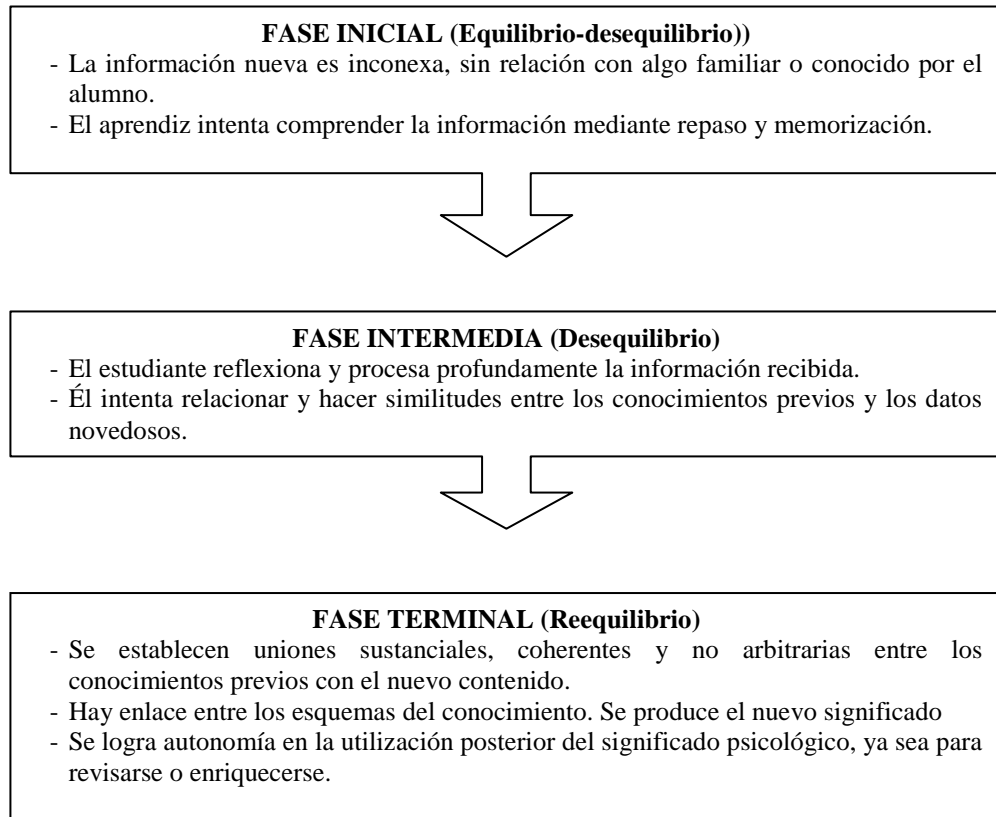 FASE INICIAL (Equilibrio-desequilibrio))
- La información nueva es inconexa, sin relación con algo familiar o conocido por el
alumno.
- El aprendiz intenta comprender la información mediante repaso y memorización.
FASE INTERMEDIA (Desequilibrio)
- El estudiante reflexiona y procesa profundamente la información recibida.
- Él intenta relacionar y hacer similitudes entre los conocimientos previos y los datos
novedosos.
FASE TERMINAL (Reequilibrio)
- Se establecen uniones sustanciales, coherentes y no arbitrarias entre los
conocimientos previos con el nuevo contenido.
- Hay enlace entre los esquemas del conocimiento. Se produce el nuevo significado
- Se logra autonomía en la utilización posterior del significado psicológico, ya sea para
revisarse o enriquecerse.